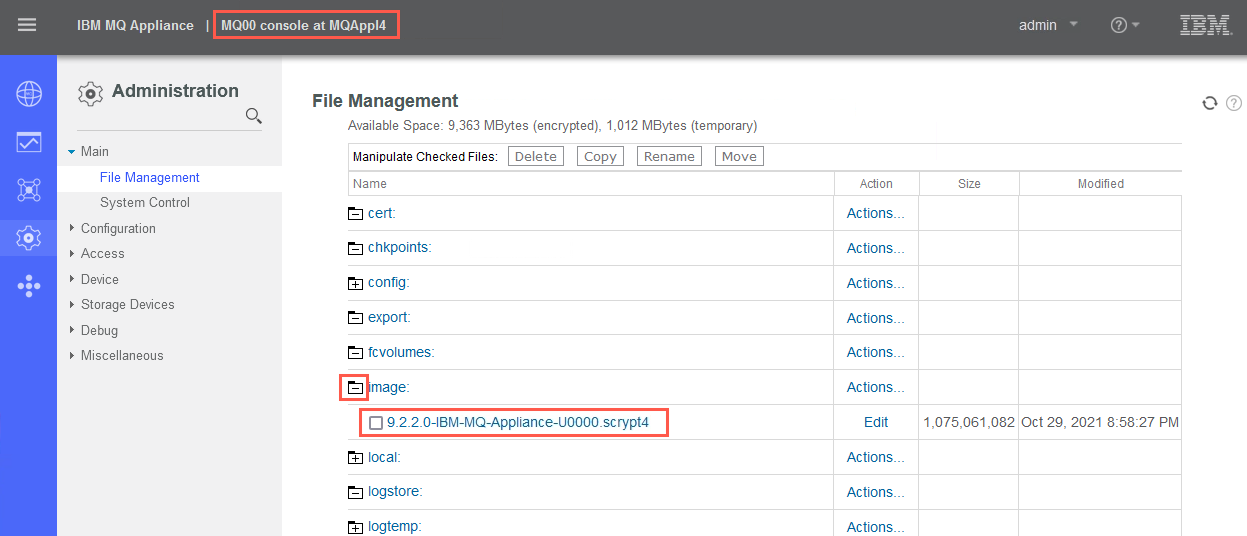 IBM MQ Appliance | MQ00 console at MQAppl4 admin IBM
Administration
Main
File Management
System Control
Configuration
Access
Device
Storage Devices
Debug
Miscellaneous
File Management
Available Space: 9,363 MBytes (encrypted), 1,012 MBytes (temporary)
Manipulate Checked Files: Delete Copy Rename Move
Name Action Size Modified
cert: Actions...
chkpoints: Actions...
config: Actions...
export: Actions...
fcvolumes: Actions...
image: Actions...
9.2.2.0-IBM-MQ-Appliance-U0000.scrypt4 Edit 1,075,061,082 Oct 29, 2021 8:58:27 PM
local: Actions...
logstore: Actions...
logtemp: Actions...